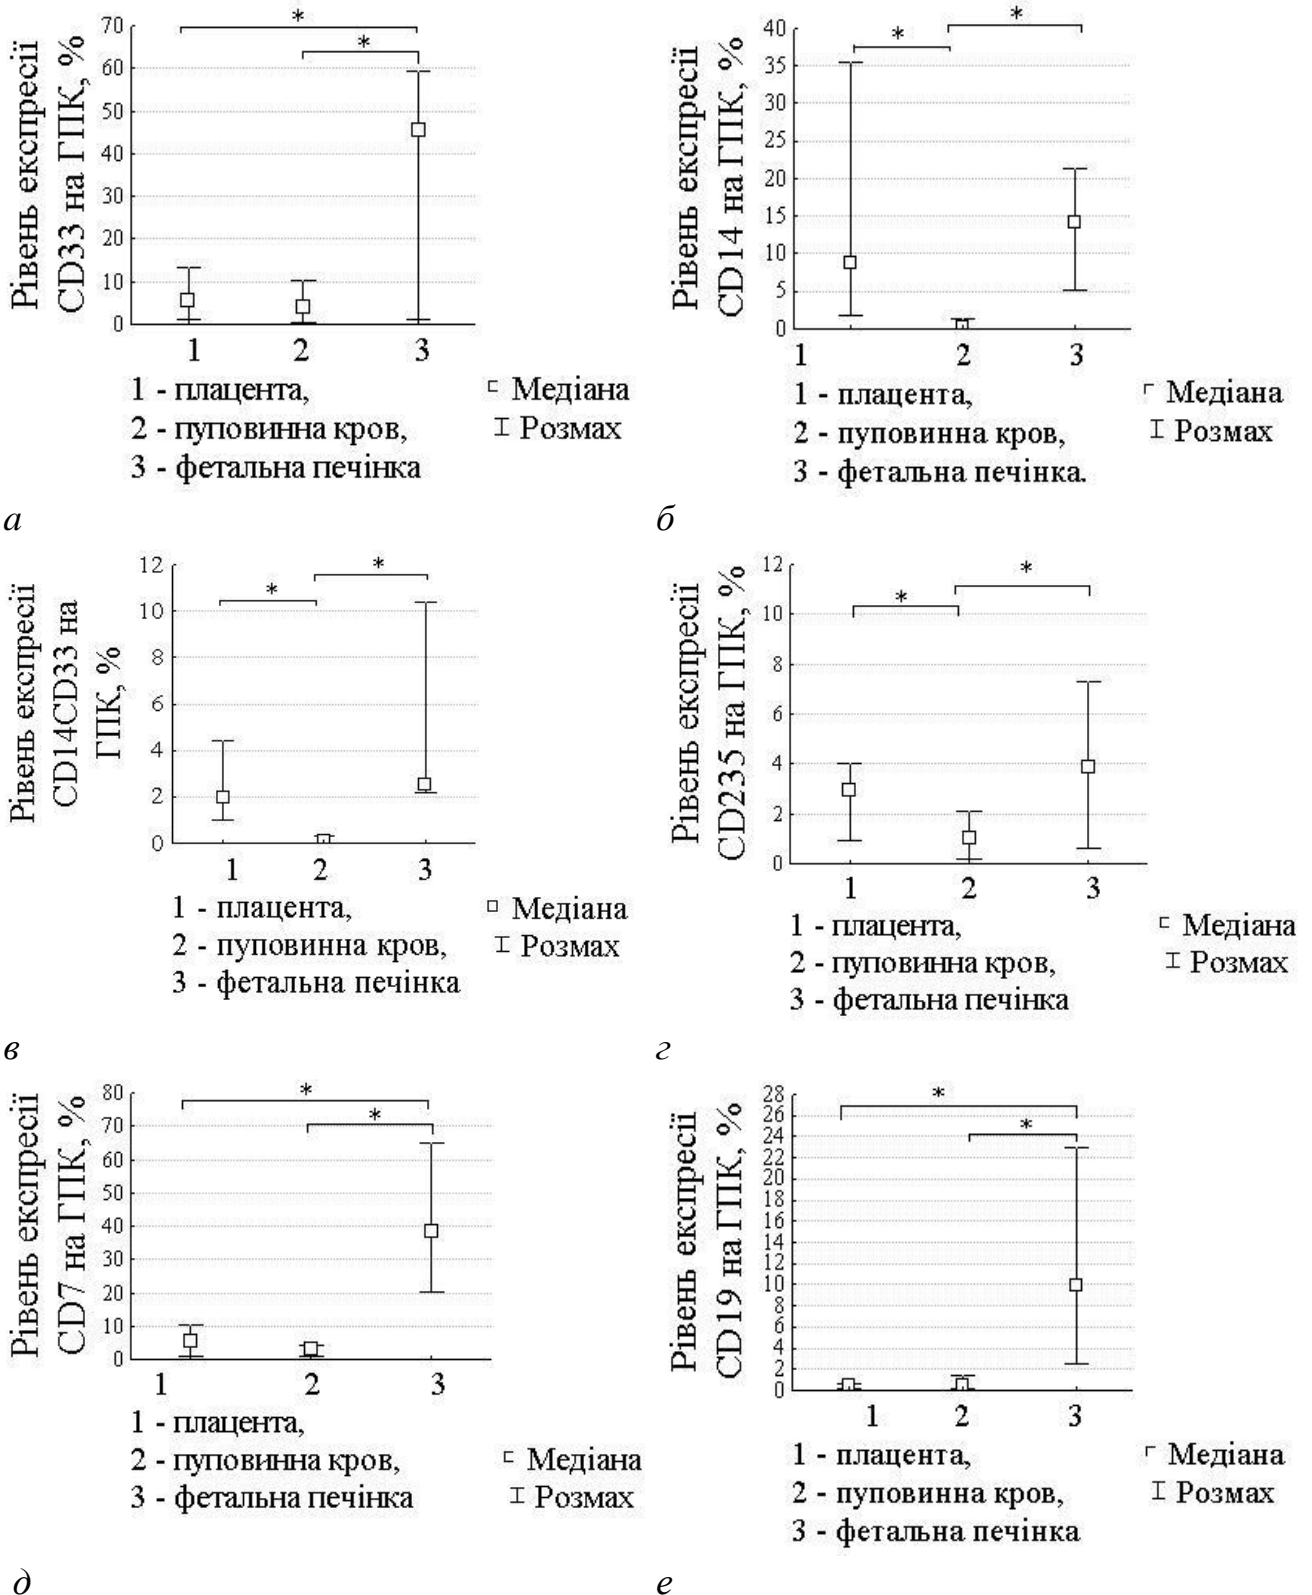 Рівень експресії
CD33 на ГПК, %
70
60
50
40
30
20
10
0
*
*
1 2 3
1 - плацента,
2 - пуповинна кров,
3 - фетальна печінка
Медіана
Розмах
а
Рівень експресії
CD14 на ГПК, %
40
35
30
25
20
15
10
5
0
*
*
1 2 3
1 - плацента,
2 - пуповинна кров,
3 - фетальна печінка.
Медіана
Розмах
б
Рівень експресії
CD14CD33 на
ГПК, %
12
10
8
6
4
2
0
*
*
1 2 3
1 - плацента,
2 - пуповинна кров,
3 - фетальна печінка
Медіана
Розмах
в
Рівень експресії
CD235 на ГПК, %
12
10
8
6
4
2
0
*
*
1 2 3
1 - плацента,
2 - пуповинна кров,
3 - фетальна печінка
Медіана
Розмах
г
Рівень експресії
CD7 на ГПК, %
80
70
60
50
40
30
20
10
0
*
*
1 2 3
1 - плацента,
2 - пуповинна кров,
3 - фетальна печінка
Медіана
Розмах
д
Рівень експресії
CD19 на ГПК, %
28
26
24
22
20
18
16
14
12
10
8
6
4
2
0
*
*
1 2 3
1 - плацента,
2 - пуповинна кров,
3 - фетальна печінка
Медіана
Розмах
е